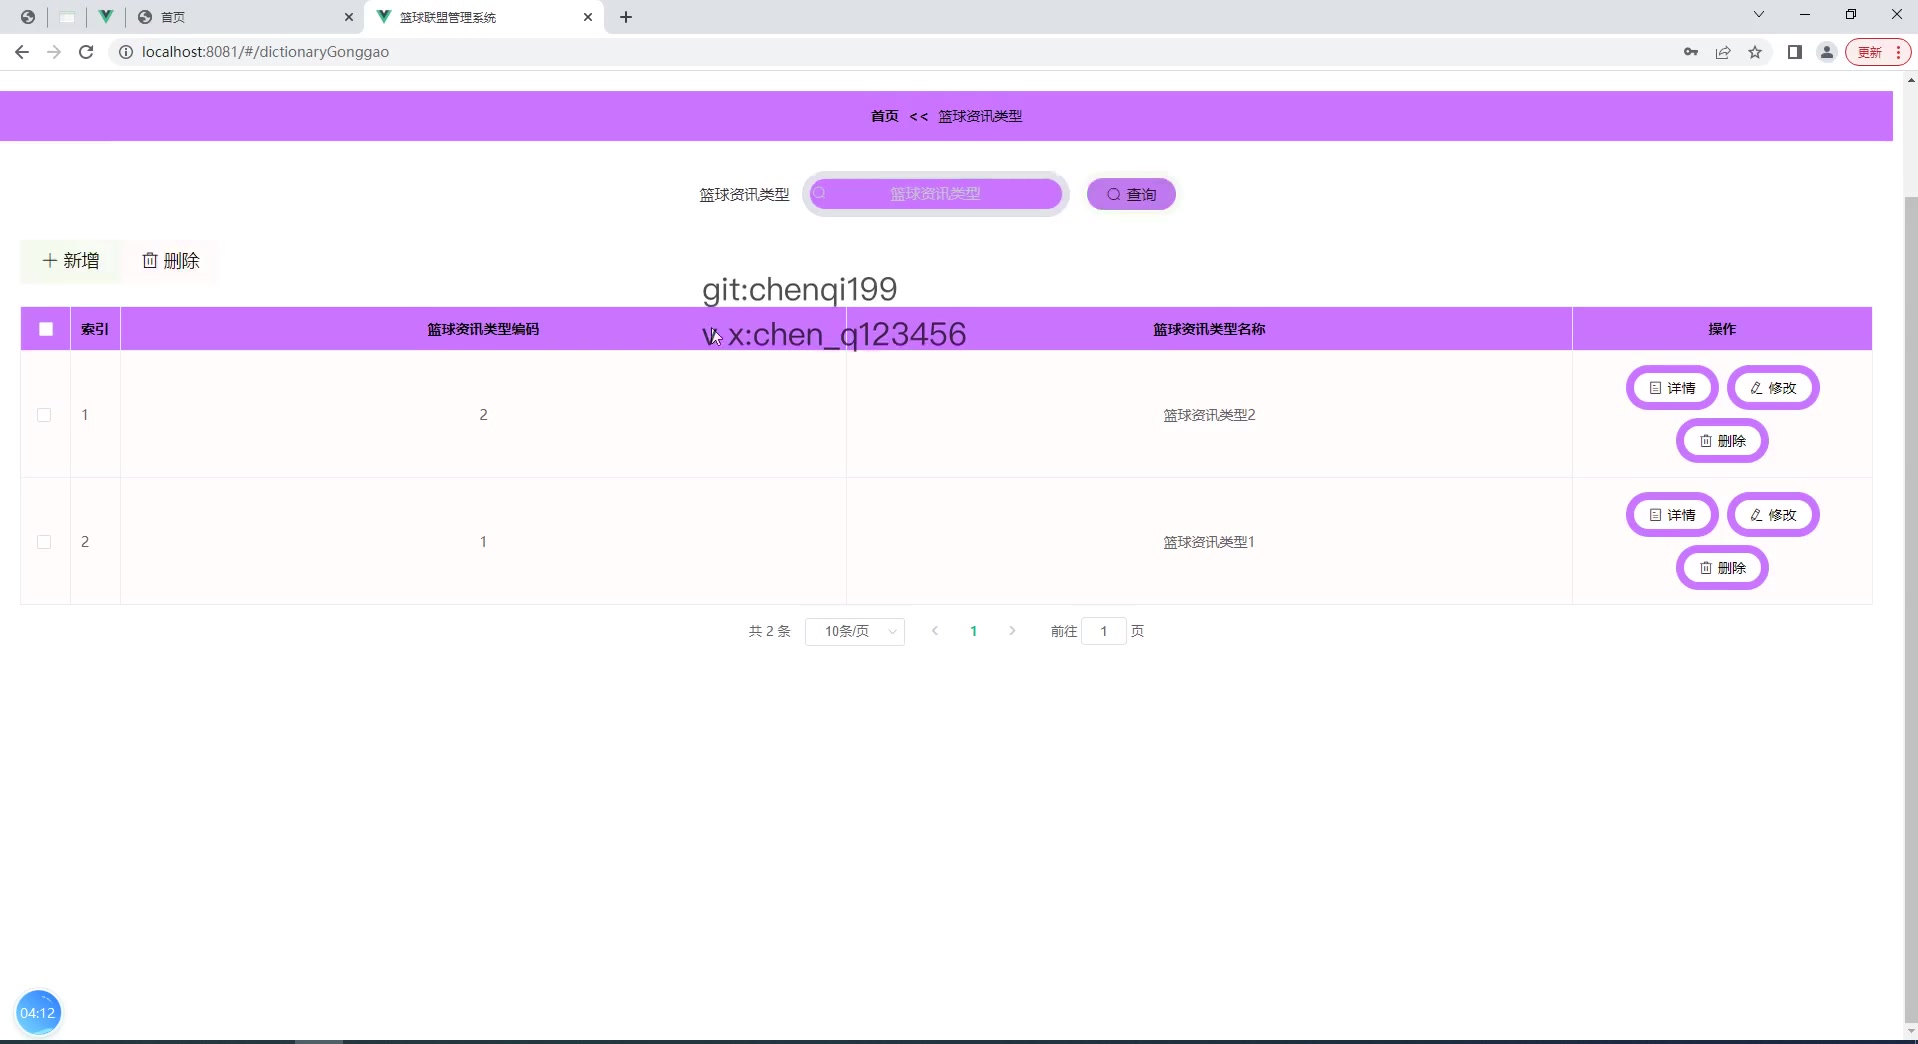 首页
篮球联盟管理系统
localhost:8081/#/dictionaryGonggao
更新
首页 << 篮球资讯类型
篮球资讯类型 篮球资讯类型 查询
新增 删除
git:chenqi199
v x:chen_q123456
索引 篮球资讯类型编码 篮球资讯类型名称 操作
1 2 篮球资讯类型2 详情 修改
删除
2 1 篮球资讯类型1 详情 修改
删除
共 2 条 10条/页 1 前往 1 页
04:12